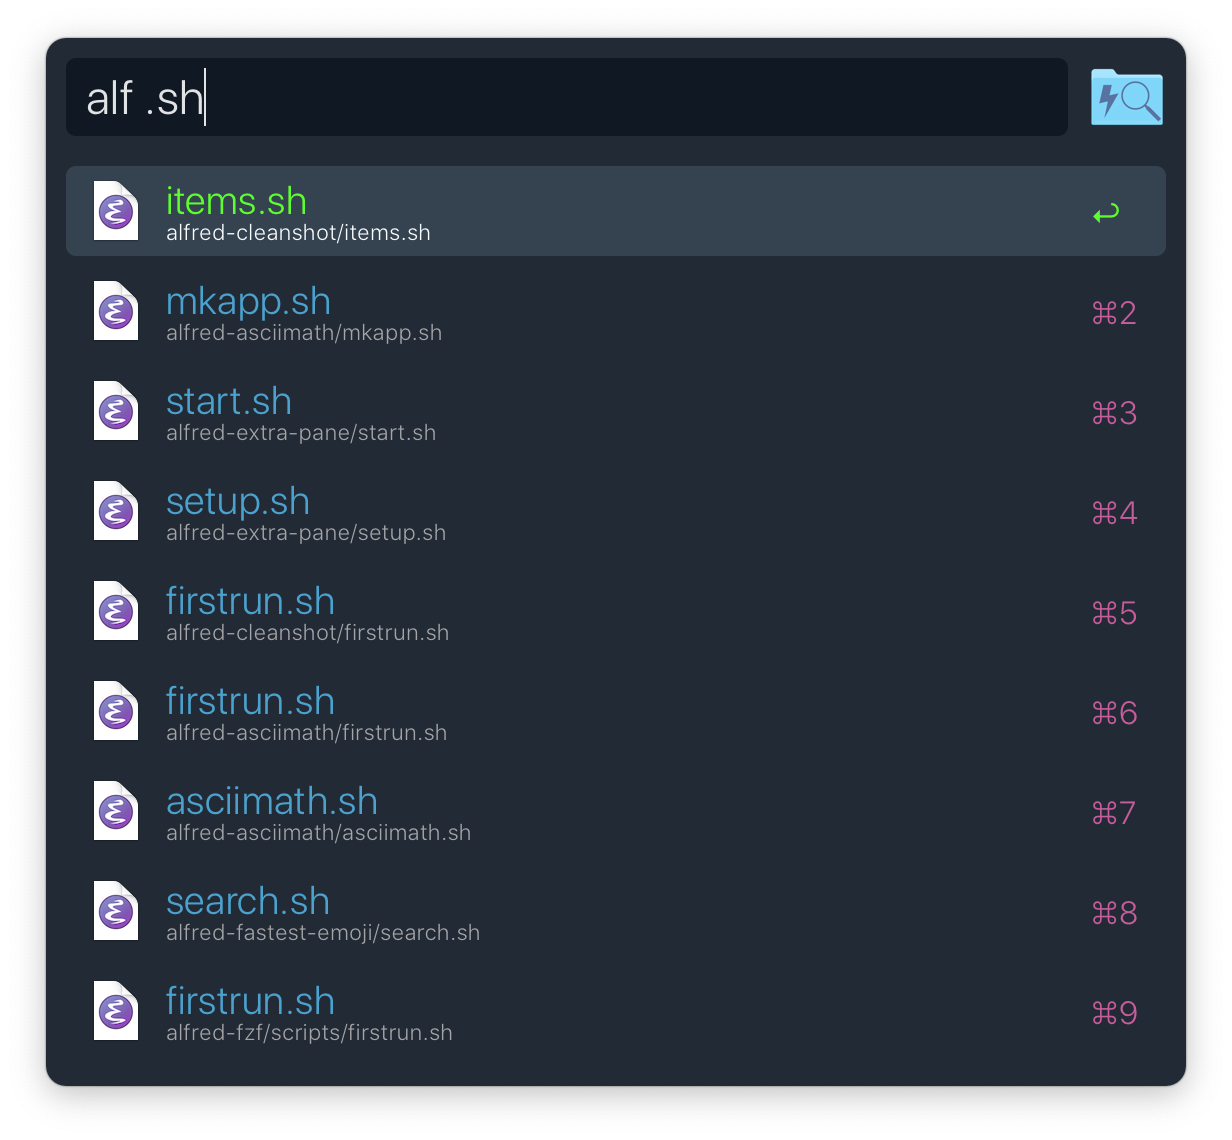 alf .sh
items.sh
alfred-cleanshot/items.sh
↩
mkapp.sh
alfred-asciimath/mkapp.sh
⌘2
start.sh
alfred-extra-pane/start.sh
⌘3
setup.sh
alfred-extra-pane/setup.sh
⌘4
firstrun.sh
alfred-cleanshot/firstrun.sh
⌘5
firstrun.sh
alfred-asciimath/firstrun.sh
⌘6
asciimath.sh
alfred-asciimath/asciimath.sh
⌘7
search.sh
alfred-fastest-emoji/search.sh
⌘8
firstrun.sh
alfred-fzf/scripts/firstrun.sh
⌘9